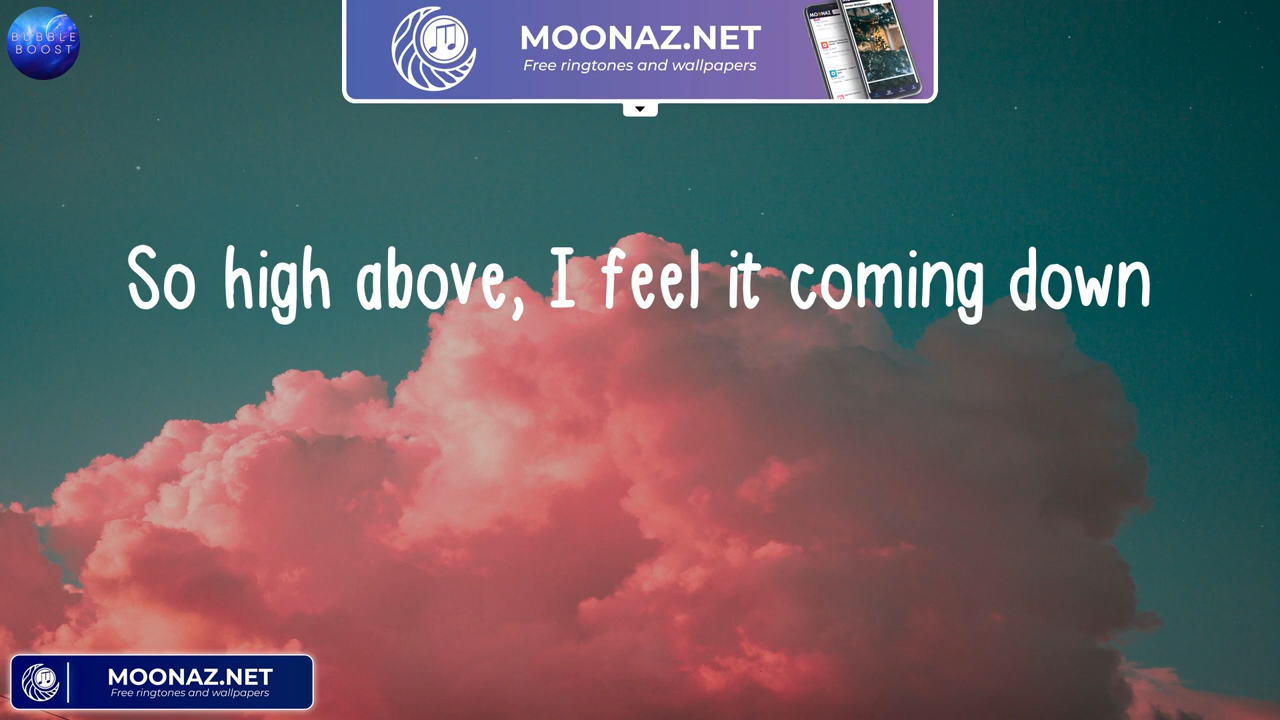 BUBBLE
BOOST
MOONAZ.NET
Free ringtones and wallpapers
So high above, I feel it coming down
MOONAZ.NET
Free ringtones and wallpapers